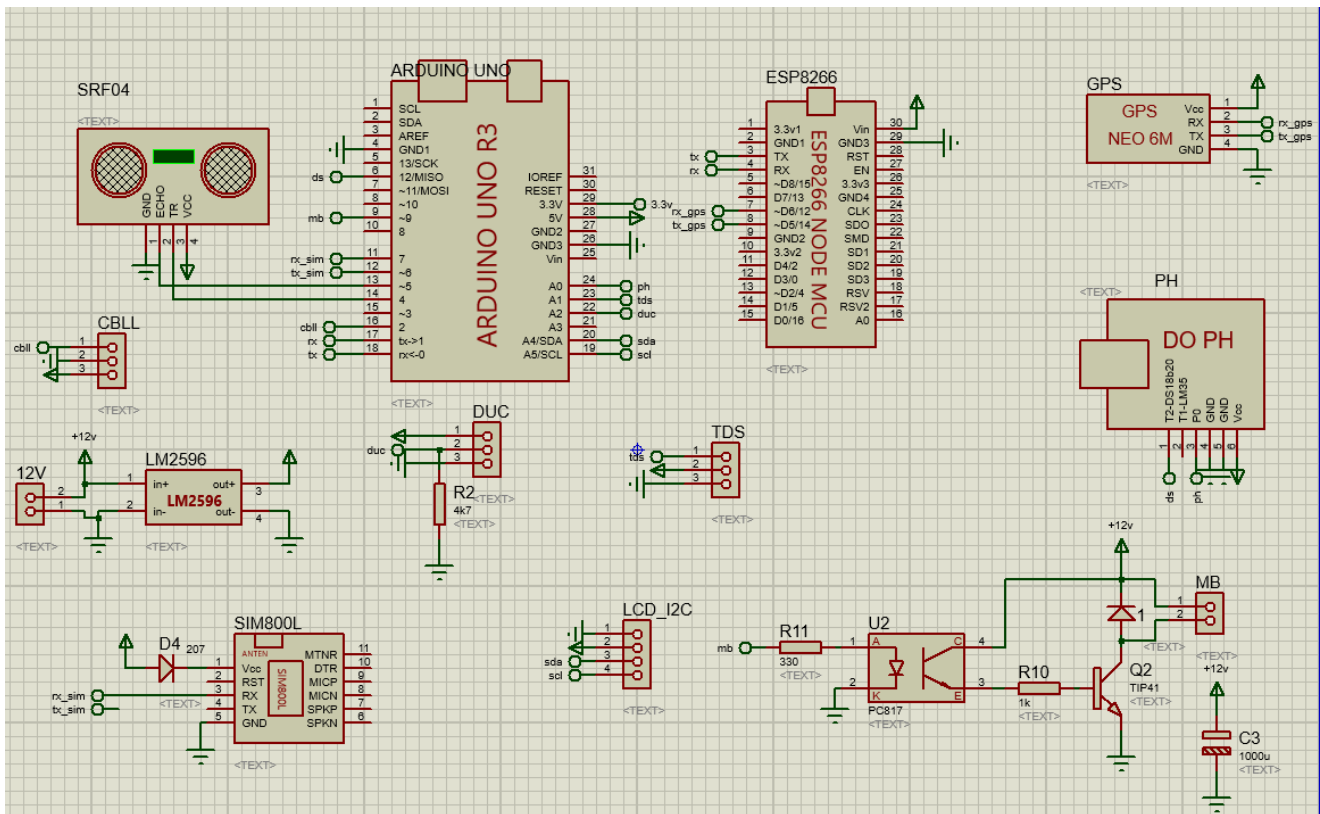 SRF04
<TEXT>
GND
ECHO
TR
VCC
1
2
3
4
ARDUINO UNO
ARDUINO UNO R3
1 SCL
2 SDA
3 AREF
4 GND1
5 13/SCK
ds 6 12/MISO
7 ~11/MOSI
8 ~10
mb 9 ~9
10 8
rx_sim 11 7
tx_sim 12 ~6
13 ~5
14 4
15 ~3
cbll 16 2
rx 17 tx->1
tx 18 rx<-0
IOREF 31
RESET 30
3.3V 29 3.3v
5V 28
GND2 27
GND3 26
Vin 25
A0 24 ph
A1 23 tds
A2 22 duc
A3 21
A4/SDA 20 sda
A5/SCL 19 scl
<TEXT>
ESP8266
ESP8266 NODE MCU
1 3.3v1
2 GND1
tx 3 TX
rx 4 RX
5 ~D8/15
6 D7/13
rx_gps 7 ~D6/12
tx_gps 8 ~D5/14
9 GND2
10 3.3v2
11 D4/2
12 D3/0
13 ~D2/4
14 D1/5
15 D0/16
Vin 30
GND3 29
RST 28
EN 27
3.3v3 26
GND4 25
CLK 24
SDO 23
SMD 22
SD1 21
SD2 20
SD3 19
RSV 18
RSV2 17
A0 16
<TEXT>
GPS
GPS
NEO 6M
Vcc 1
RX 2 rx_gps
TX 3 tx_gps
GND 4
<TEXT>
PH
<TEXT>
DO PH
T2-DS18b20
T1-LM35
P0
GND
GND
Vcc
1
2
3
4
5
6
ds
ph
CBLL
cbll 1
2
3
<TEXT>
+12v
12V
2
1
<TEXT>
LM2596
1 in+ out+ 3
LM2596
2 in- out- 4
<TEXT>
DUC
1
duc 2
3
<TEXT>
R2
4k7
<TEXT>
TDS
tds 1
2
3
<TEXT>
SIM800L
D4 207
<TEXT>
ANTEN
SIM800L
1 Vcc
2 RST
rx_sim 3 RX
tx_sim 4 TX
5 GND
MTNR 11
DTR 10
MICP 9
MICN 8
SPKP 7
SPKN 6
<TEXT>
LCD_I2C
1
2
sda 3
scl 4
<TEXT>
mb
R11
330
<TEXT>
U2
1 A C 4
2 K E 3
PC817
<TEXT>
R10
1k
<TEXT>
+12v
1
<TEXT>
MB
1
2
<TEXT>
Q2
TIP41
<TEXT>
+12v
C3
1000u
<TEXT>